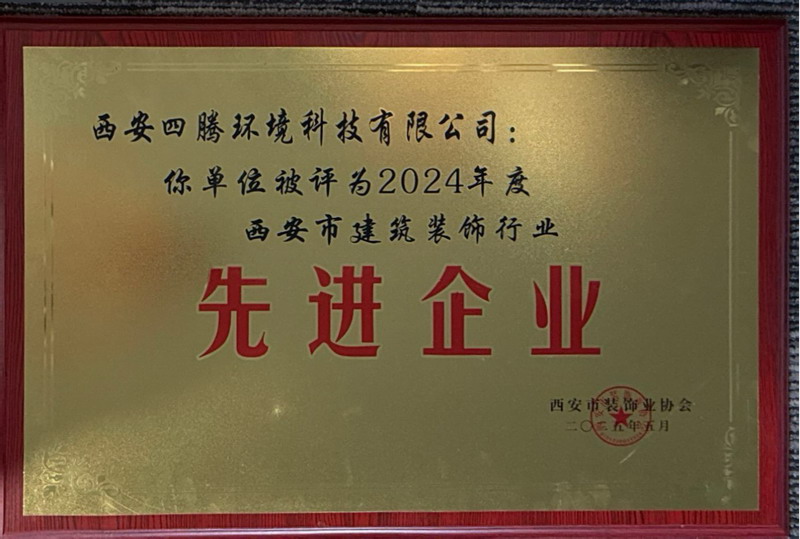 西安四腾环境科技有限公司：
你单位被评为2024年度
西安市建筑装饰行业
先进企业
西安市装饰业协会
二〇二五年五月